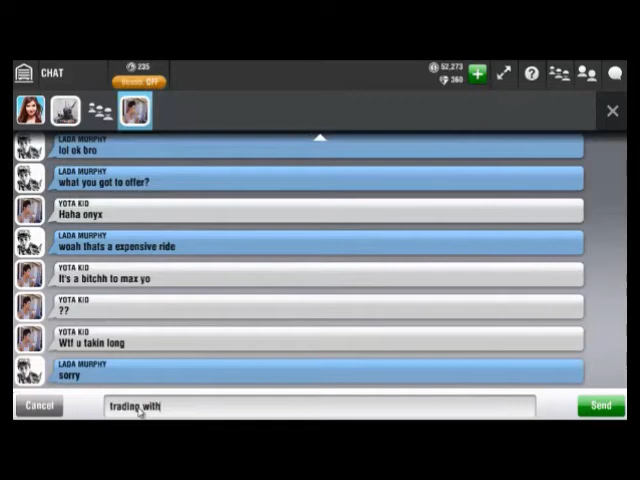 CHAT
235
Boosts: OFF
52,273
360
LADA MURPHY
lol ok bro
LADA MURPHY
what you got to offer?
YOTA KID
Haha onyx
LADA MURPHY
woah thats a expensive ride
YOTA KID
It's a bitchh to max yo
YOTA KID
??
YOTA KID
Wtf u takin long
LADA MURPHY
sorry
Cancel
trading with
Send